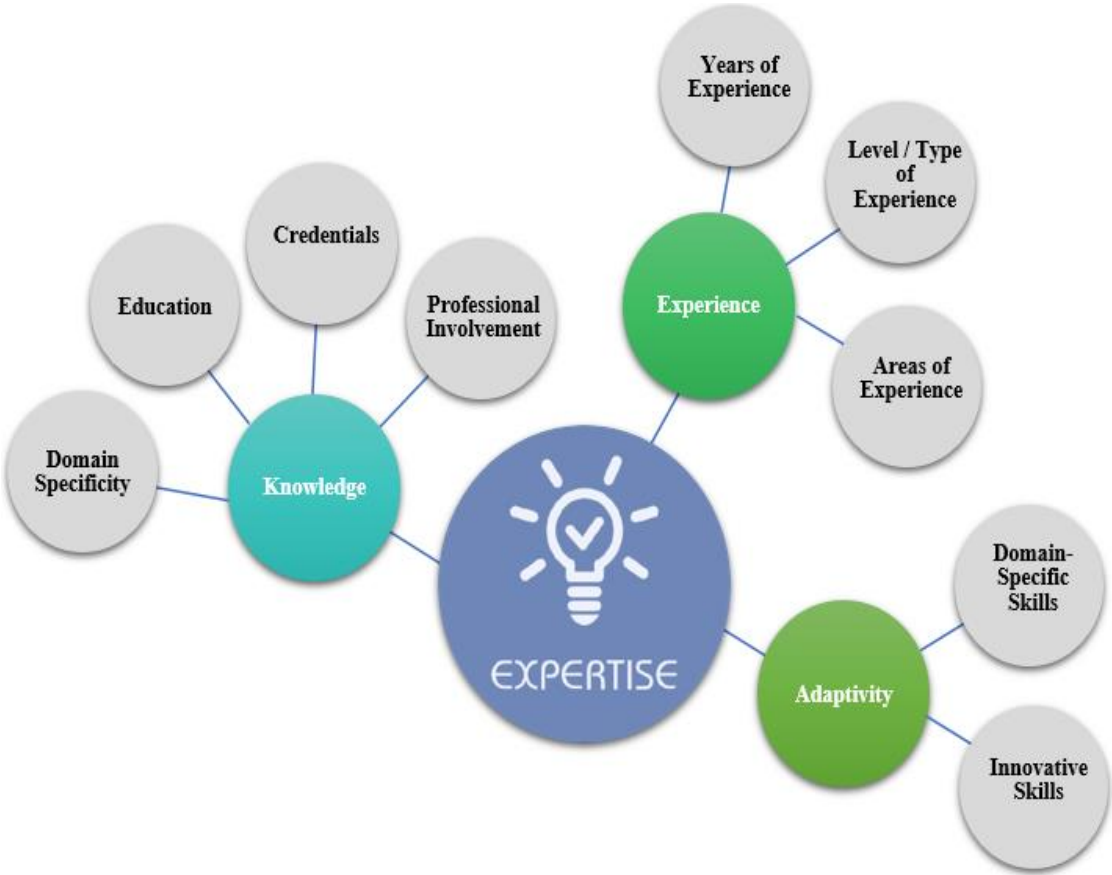 Years of
Experience
Level / Type
of
Experience
Credentials
Education
Professional
Involvement
Experience
Areas of
Experience
Domain
Specificity
Knowledge
EXPERTISE
Domain-
Specific
Skills
Adaptivity
Innovative
Skills